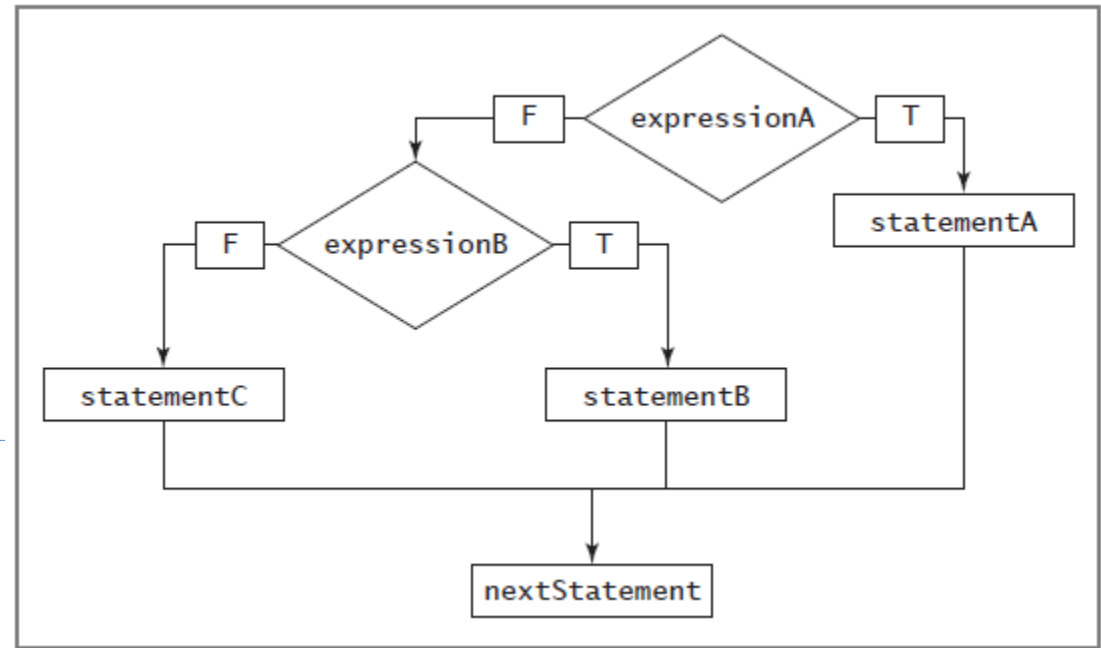 expressionA
F
T
statementA
expressionB
F
T
statementC
statementB
nextStatement